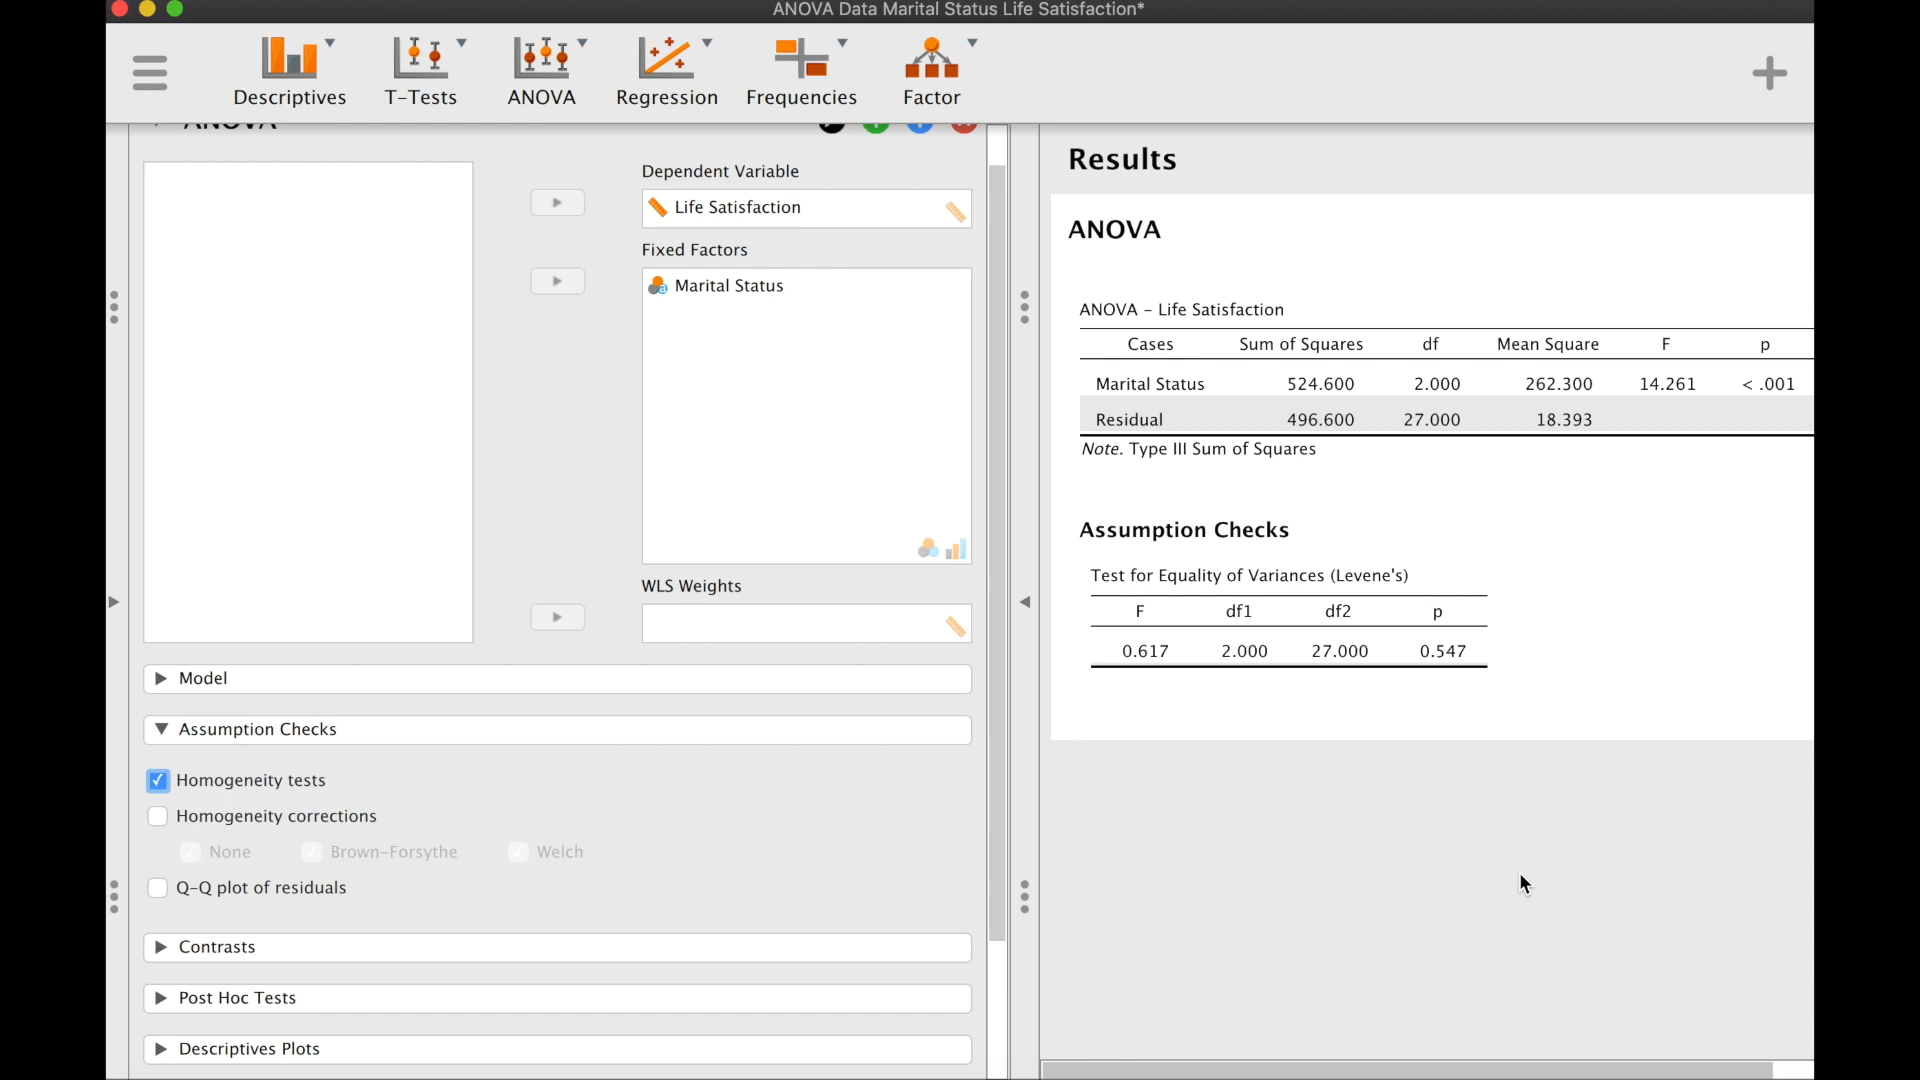 ANOVA Data Marital Status Life Satisfaction*
Descriptives T-Tests ANOVA Regression Frequencies Factor
ANOVA
Dependent Variable
Life Satisfaction
Fixed Factors
Marital Status
WLS Weights
Model
Assumption Checks
Homogeneity tests
Homogeneity corrections
None Brown-Forsythe Welch
Q-Q plot of residuals
Contrasts
Post Hoc Tests
Descriptives Plots
Results
ANOVA
ANOVA - Life Satisfaction
Cases Sum of Squares df Mean Square F p
Marital Status 524.600 2.000 262.300 14.261 < .001
Residual 496.600 27.000 18.393
Note. Type III Sum of Squares
Assumption Checks
Test for Equality of Variances (Levene's)
F df1 df2 p
0.617 2.000 27.000 0.547